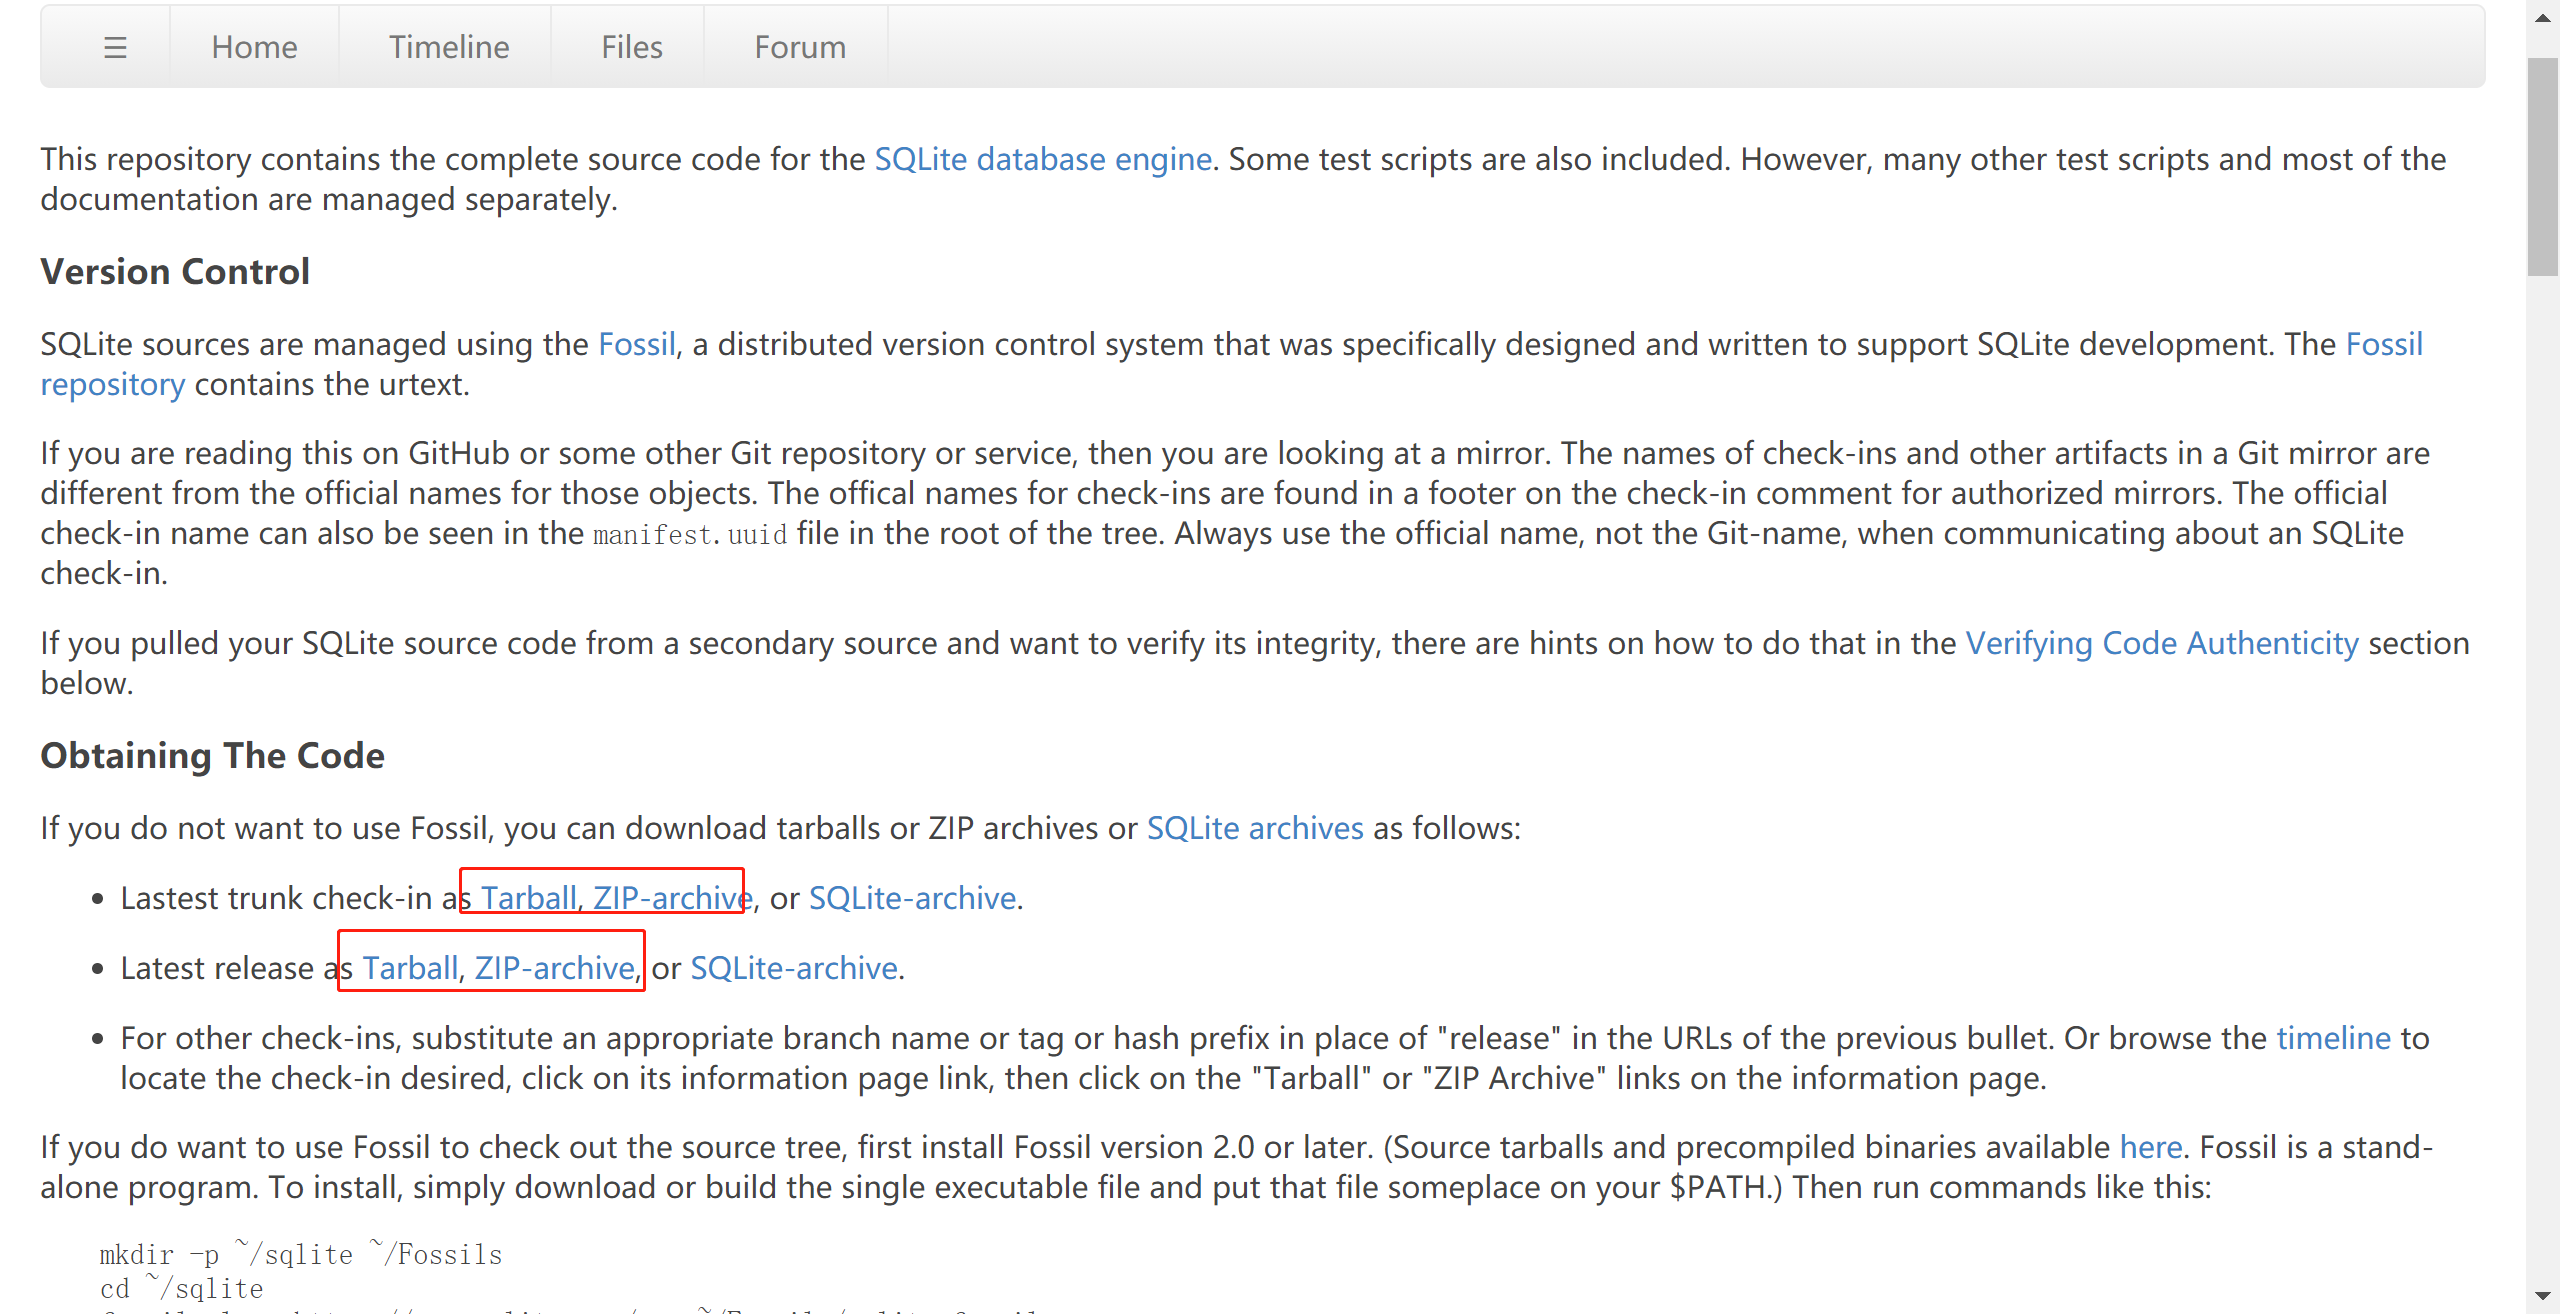 ☰ Home Timeline Files Forum
This repository contains the complete source code for the SQLite database engine. Some test scripts are also included. However, many other test scripts and most of the
documentation are managed separately.
Version Control
SQLite sources are managed using the Fossil, a distributed version control system that was specifically designed and written to support SQLite development. The Fossil
repository contains the urtext.
If you are reading this on GitHub or some other Git repository or service, then you are looking at a mirror. The names of check-ins and other artifacts in a Git mirror are
different from the official names for those objects. The offical names for check-ins are found in a footer on the check-in comment for authorized mirrors. The official
check-in name can also be seen in the manifest.uuid file in the root of the tree. Always use the official name, not the Git-name, when communicating about an SQLite
check-in.
If you pulled your SQLite source code from a secondary source and want to verify its integrity, there are hints on how to do that in the Verifying Code Authenticity section
below.
Obtaining The Code
If you do not want to use Fossil, you can download tarballs or ZIP archives or SQLite archives as follows:
• Lastest trunk check-in as Tarball, ZIP-archive, or SQLite-archive.
• Latest release as Tarball, ZIP-archive, or SQLite-archive.
• For other check-ins, substitute an appropriate branch name or tag or hash prefix in place of "release" in the URLs of the previous bullet. Or browse the timeline to
locate the check-in desired, click on its information page link, then click on the "Tarball" or "ZIP Archive" links on the information page.
If you do want to use Fossil to check out the source tree, first install Fossil version 2.0 or later. (Source tarballs and precompiled binaries available here. Fossil is a stand-
alone program. To install, simply download or build the single executable file and put that file someplace on your $PATH.) Then run commands like this:
mkdir -p ~/sqlite ~/Fossils
cd ~/sqlite